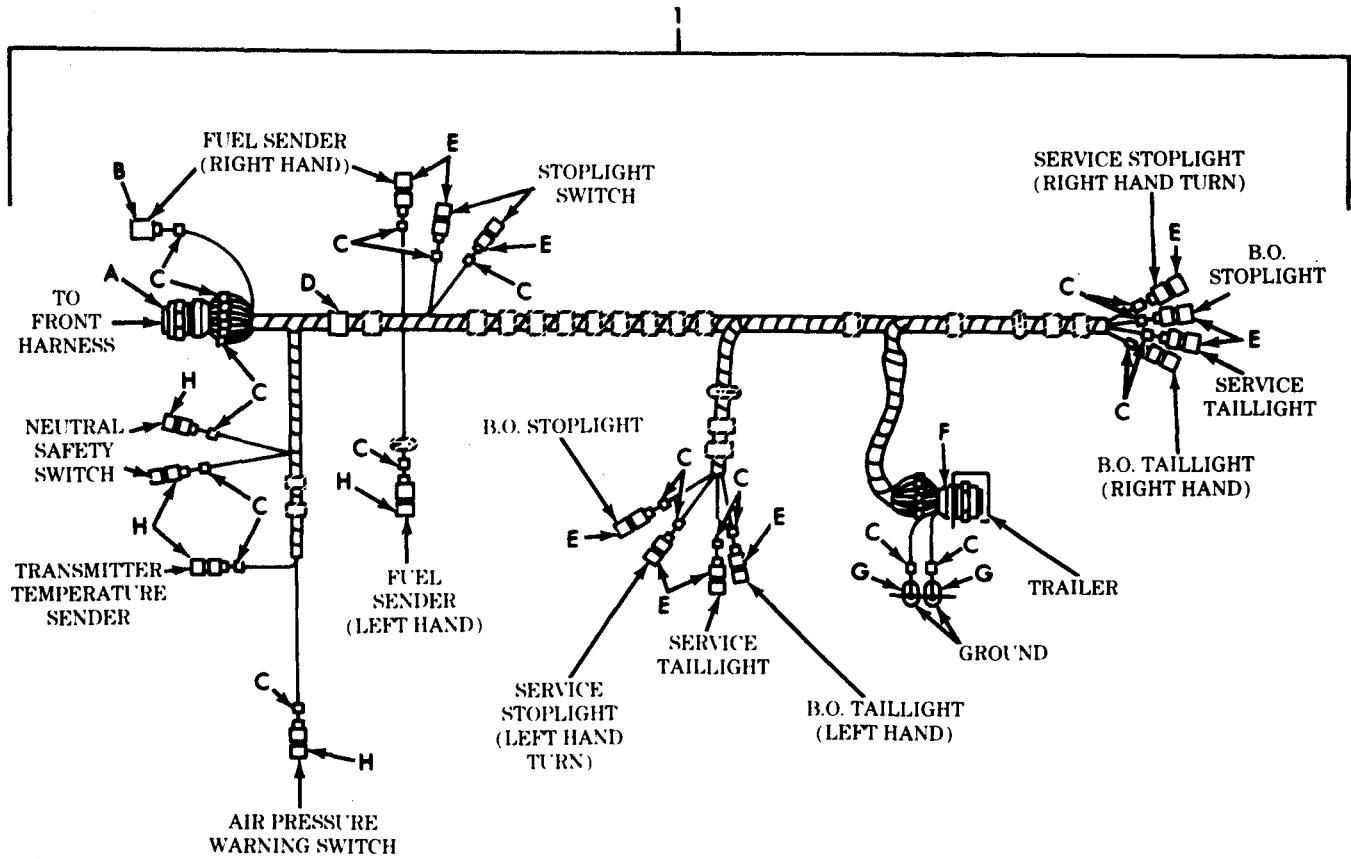 1
FUEL SENDER
(RIGHT HAND)
E
STOPLIGHT
SWITCH
SERVICE STOPLIGHT
(RIGHT HAND TURN)
E
B.O.
STOPLIGHT
B
C
C
E
C
A
D
C
TO
FRONT
HARNESS
E
C
SERVICE
TAILLIGHT
B.O. TAILLIGHT
(RIGHT HAND)
C
H
NEUTRAL
SAFETY
SWITCH
H
C
TRANSMITTER
TEMPERATURE
SENDER
C
H
FUEL
SENDER
(LEFT HAND)
B.O. STOPLIGHT
C
C
E
E
E
SERVICE
TAILLIGHT
SERVICE
STOPLIGHT
(LEFT HAND
TURN)
B.O. TAILLIGHT
(LEFT HAND)
F
C
C
G
G
TRAILER
GROUND
C
H
AIR PRESSURE
WARNING SWITCH